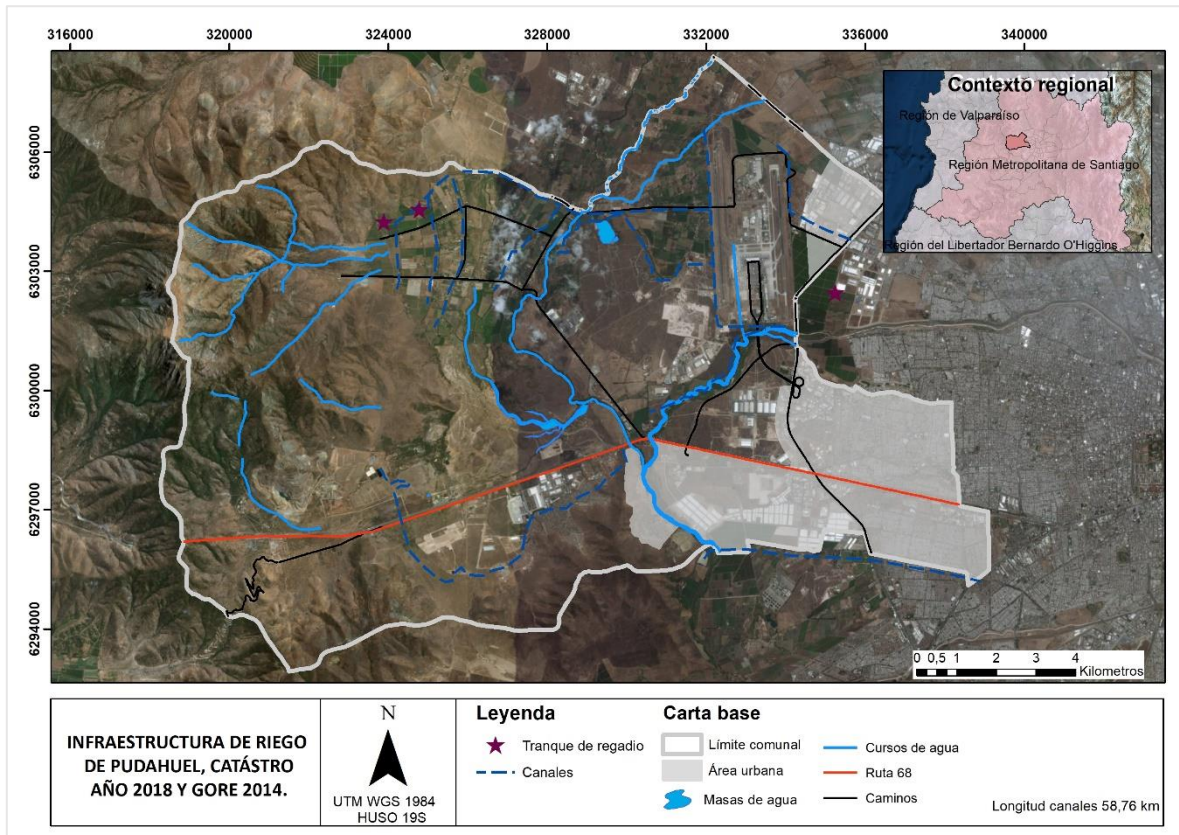 316000 320000 324000 328000 332000 336000 340000
6306000
6303000
6300000
6297000
6294000
Contexto regional
Región de Valparaíso
Región Metropolitana de Santiago
Región del Libertador Bernardo O'Higgins
0 0,5 1 2 3 4
Kilometros
INFRAESTRUCTURA DE RIEGO
DE PUDAHUEL, CATÁSTRO
AÑO 2018 Y GORE 2014.
N
UTM WGS 1984
HUSO 19S
Leyenda
Tranque de regadio
Canales
Carta base
Límite comunal
Área urbana
Masas de agua
Cursos de agua
Ruta 68
Caminos
Longitud canales 58,76 km